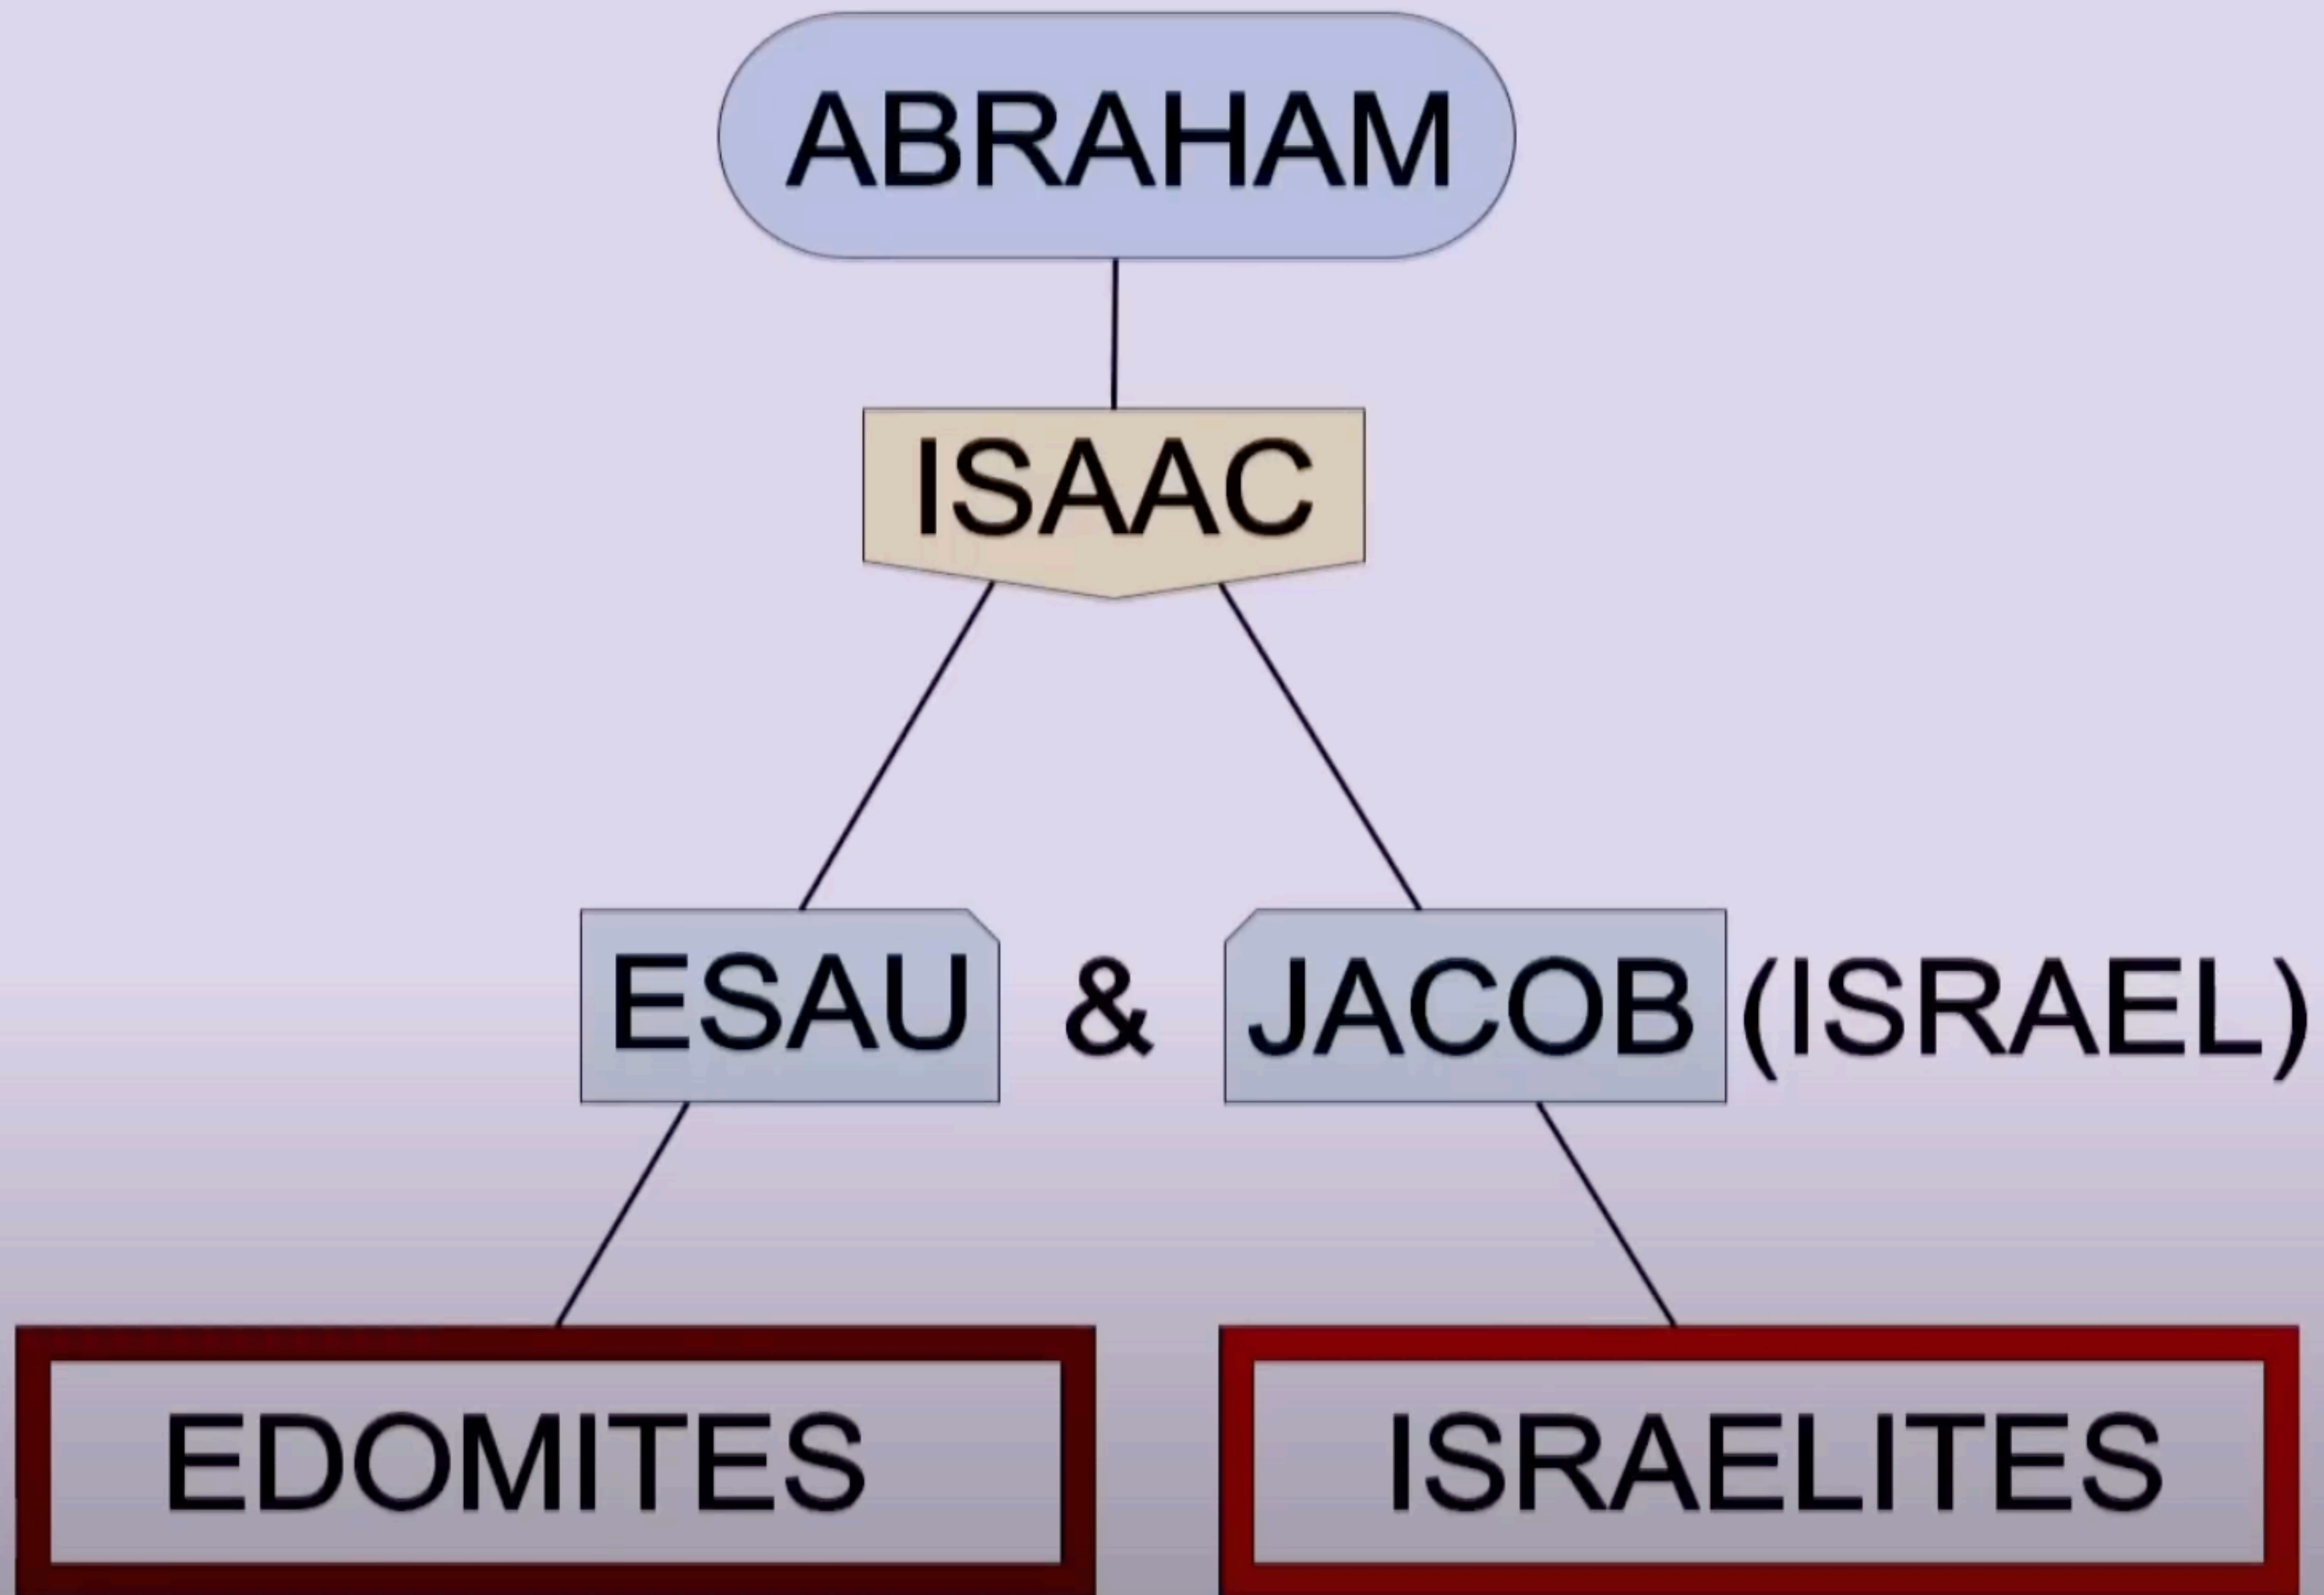 ABRAHAM
ISAAC
ESAU & JACOB (ISRAEL)
EDOMITES ISRAELITES